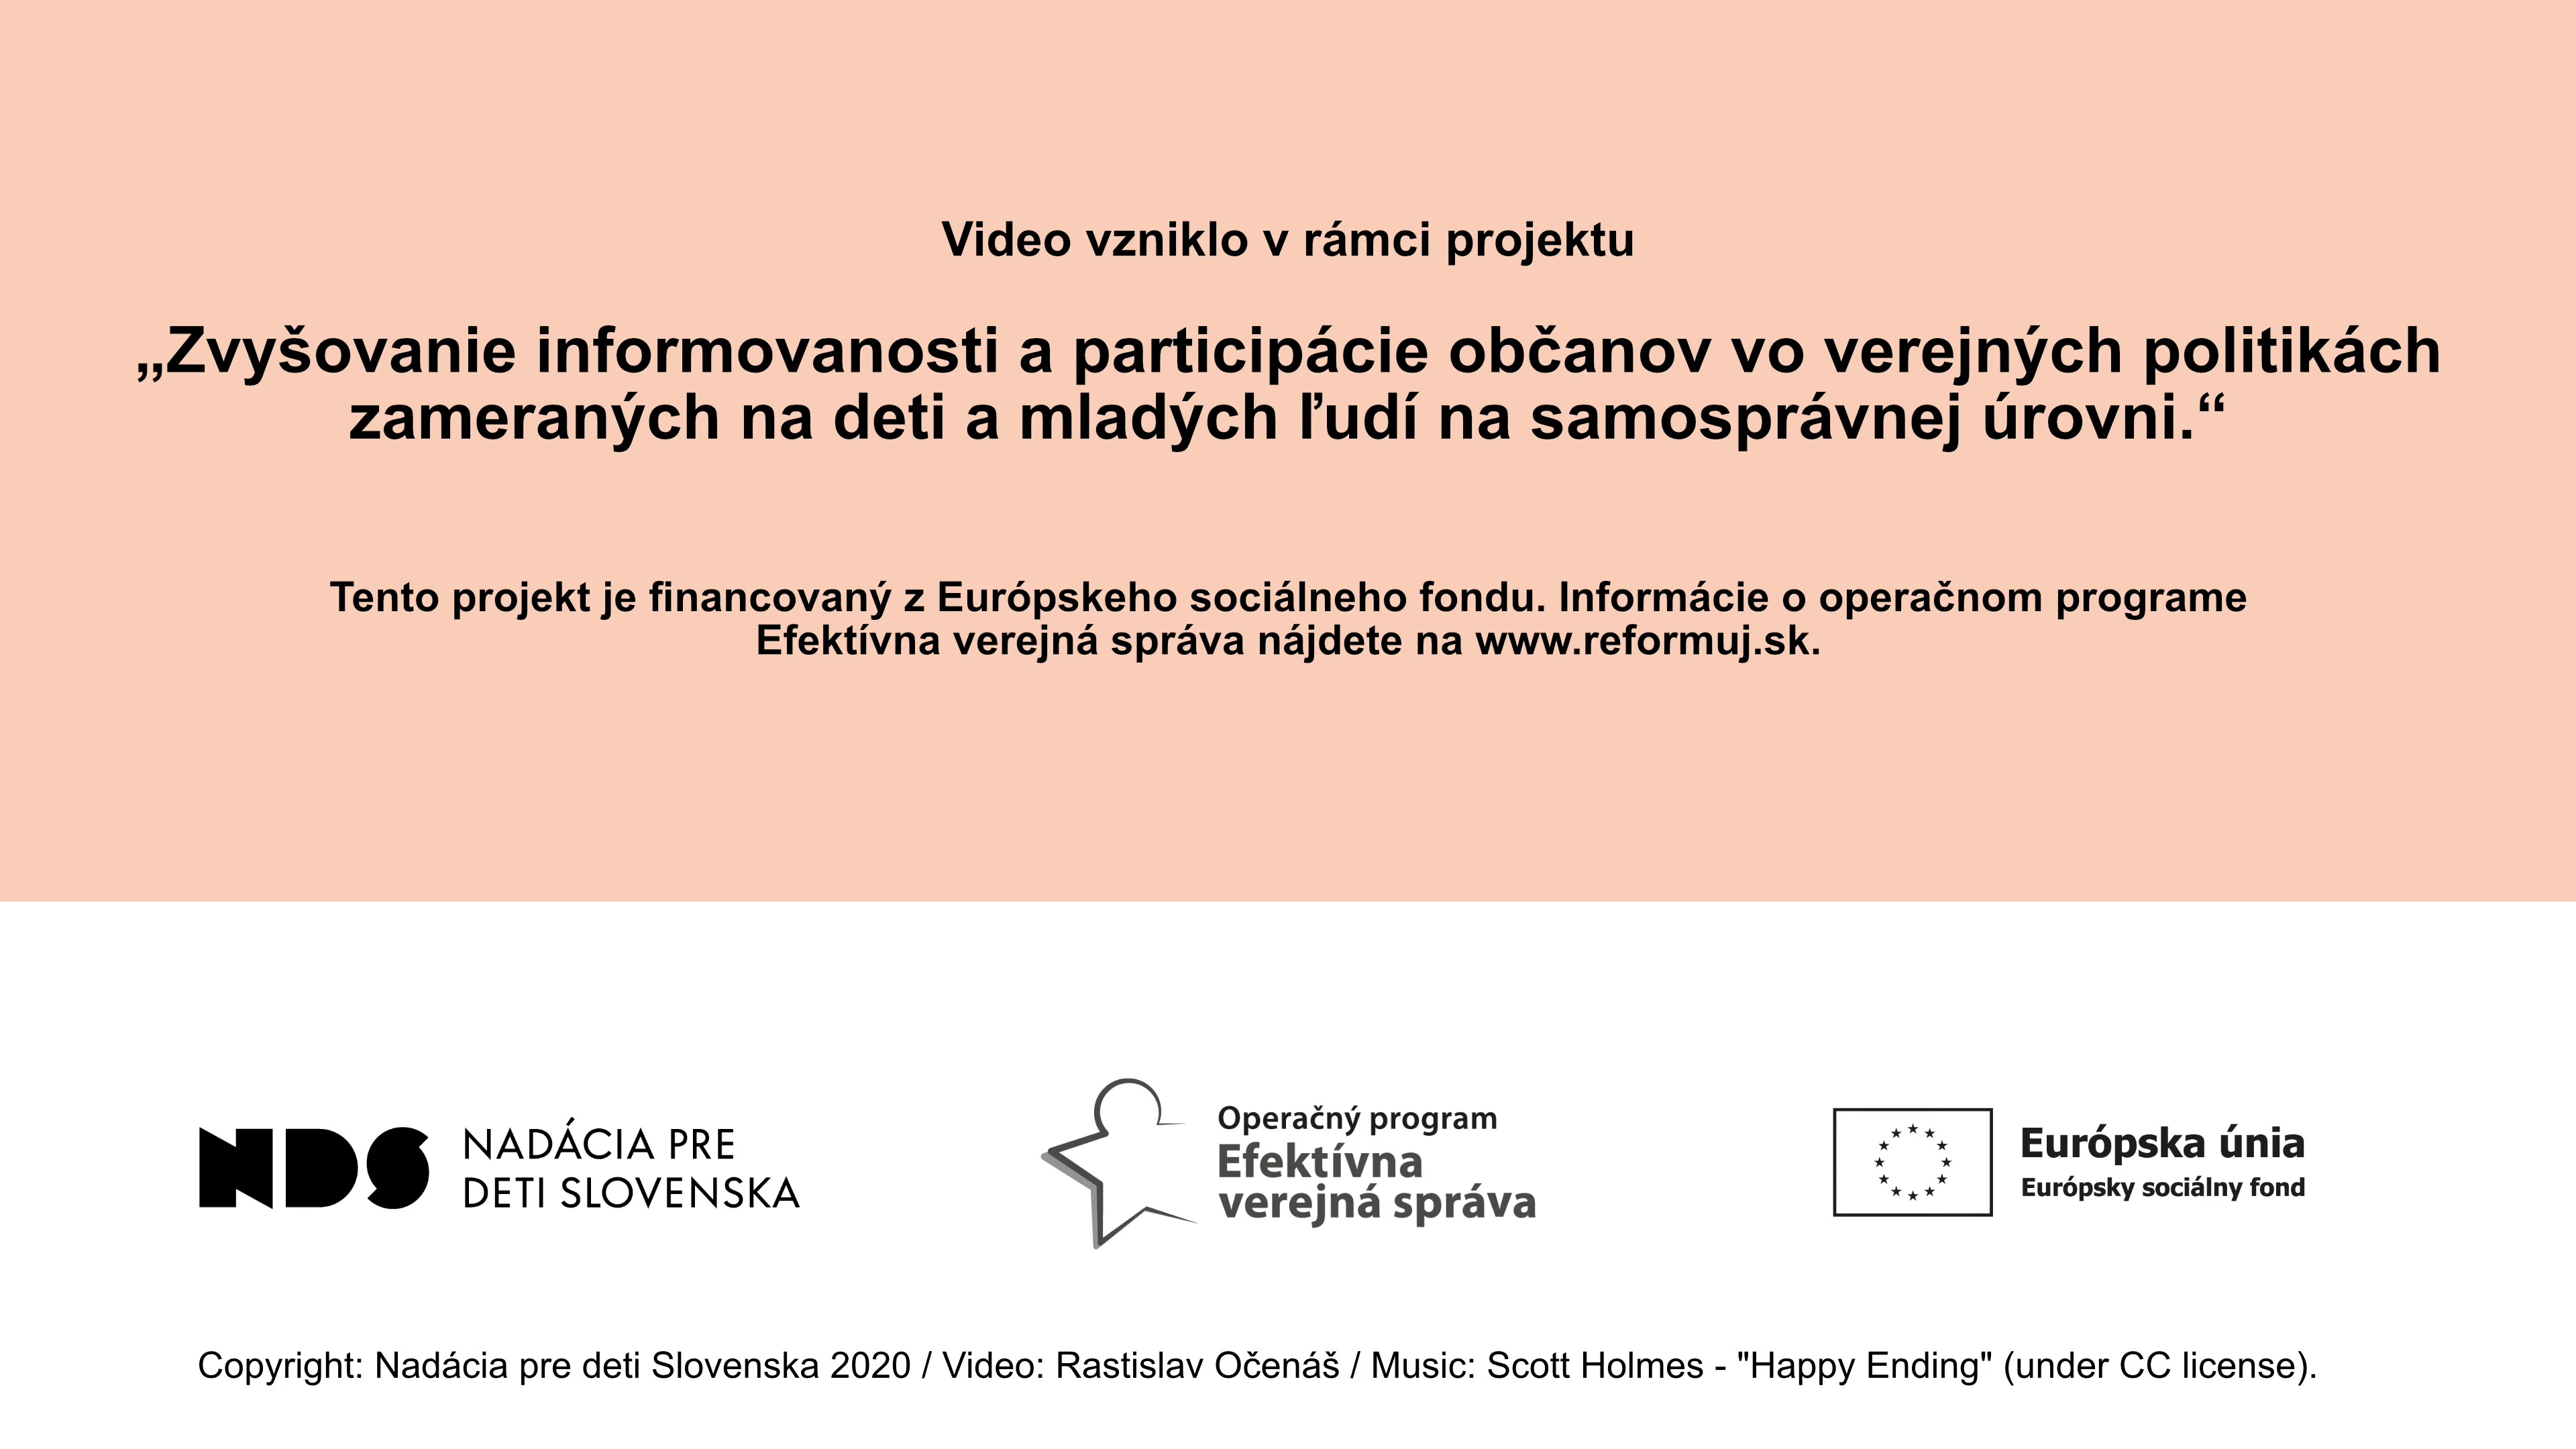 Video vzniklo v rámci projektu
„Zvyšovanie informovanosti a participácie občanov vo verejných politikách
zameraných na deti a mladých ľudí na samosprávnej úrovni.“
Tento projekt je financovaný z Európskeho sociálneho fondu. Informácie o operačnom programe
Efektívna verejná správa nájdete na www.reformuj.sk.
NDS
NADÁCIA PRE
DETI SLOVENSKA
Operačný program
Efektívna
verejná správa
Európska únia
Európsky sociálny fond
Copyright: Nadácia pre deti Slovenska 2020 / Video: Rastislav Očenáš / Music: Scott Holmes - "Happy Ending" (under CC license).